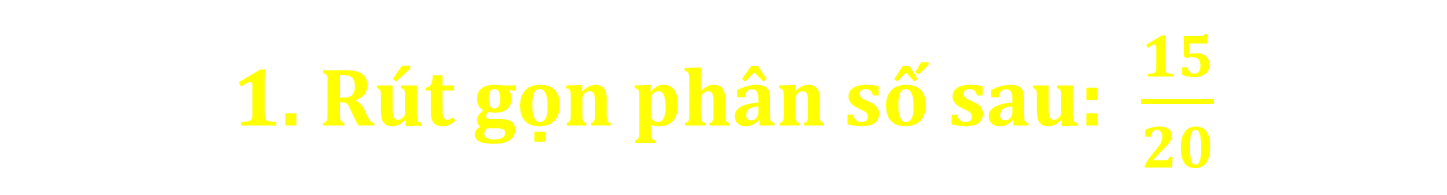 1. Rút gọn phân số sau: 15/20